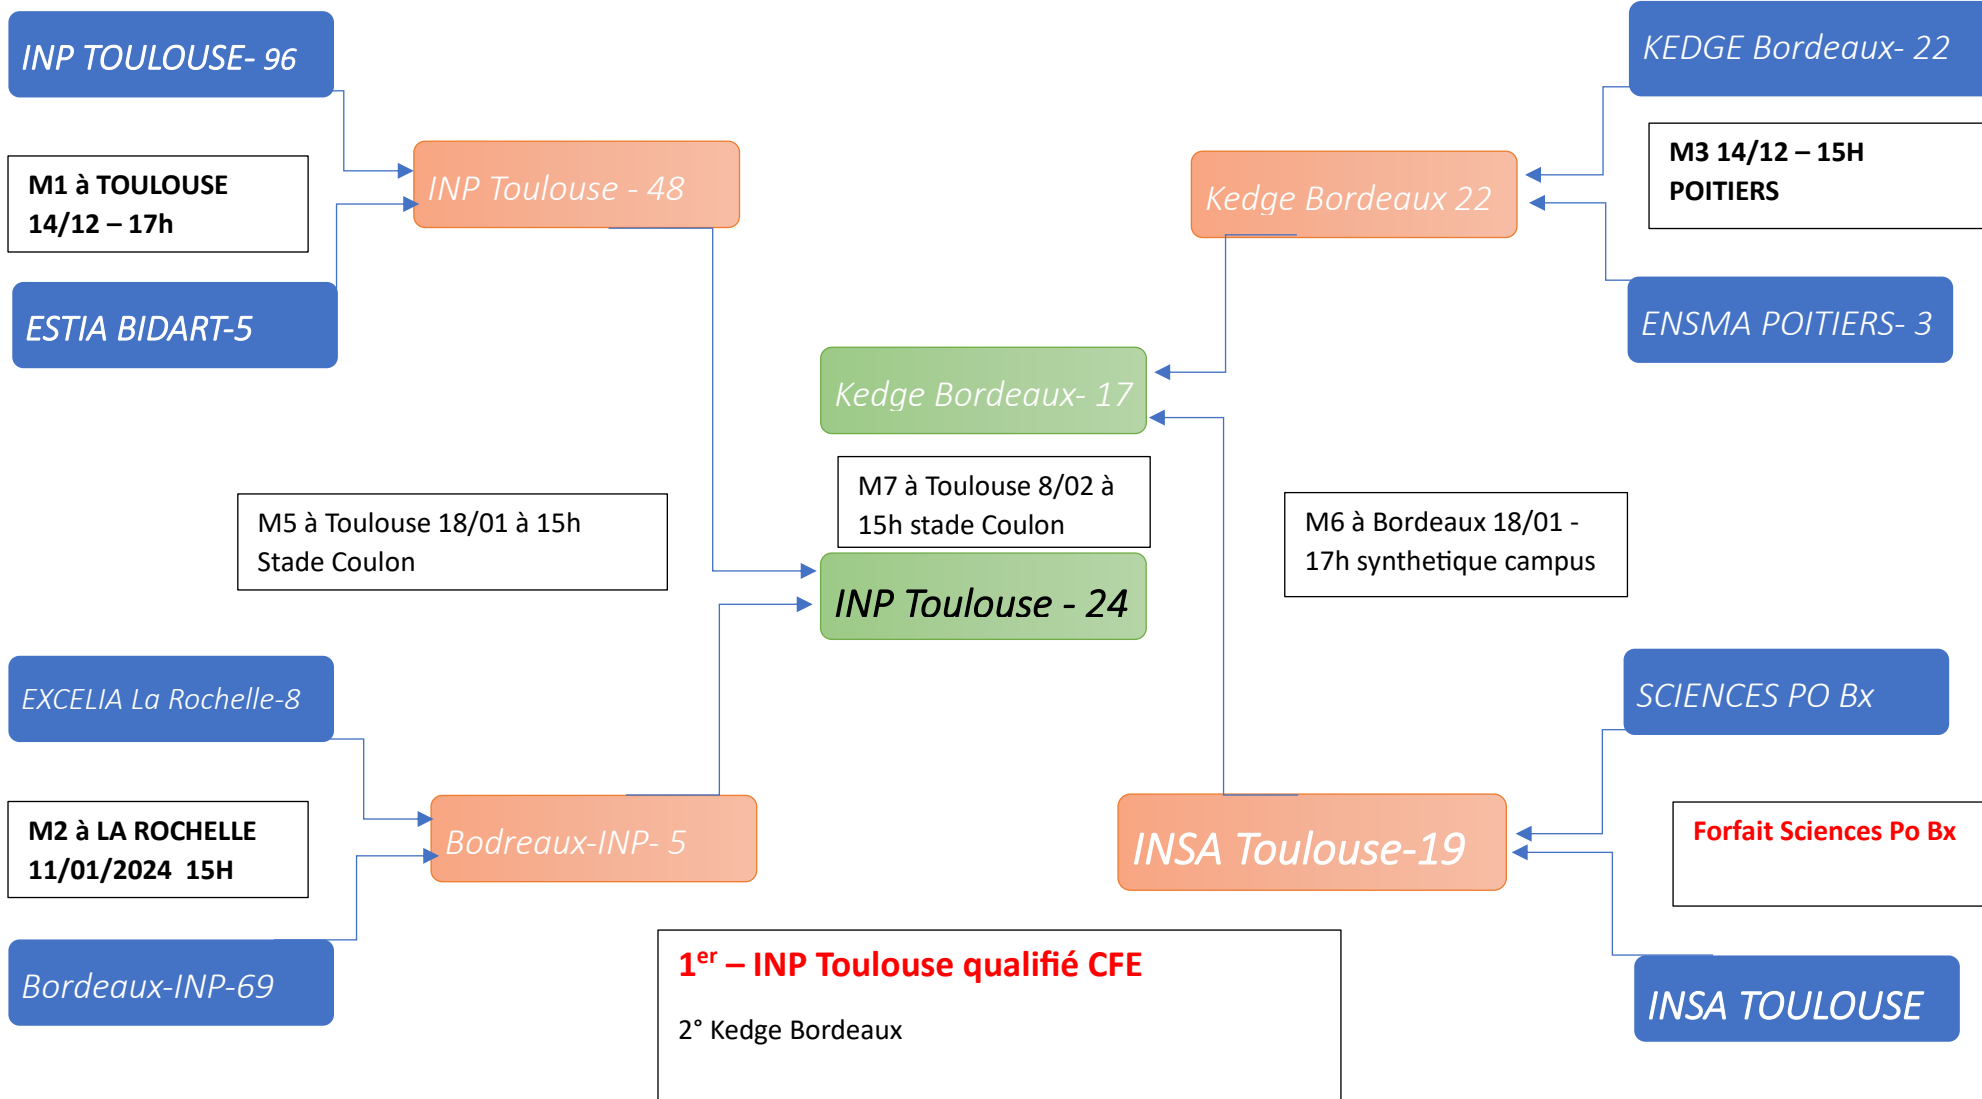 INP TOULOUSE- 96
KEDGE Bordeaux- 22
M1 à TOULOUSE
14/12 – 17h
INP Toulouse - 48
Kedge Bordeaux 22
M3 14/12 – 15H
POITIERS
ESTIA BIDART-5
ENSMA POITIERS- 3
Kedge Bordeaux- 17
M5 à Toulouse 18/01 à 15h
Stade Coulon
M7 à Toulouse 8/02 à
15h stade Coulon
M6 à Bordeaux 18/01 -
17h synthetique campus
INP Toulouse - 24
EXCELIA La Rochelle-8
SCIENCES PO Bx
M2 à LA ROCHELLE
11/01/2024 15H
Bodreaux-INP- 5
INSA Toulouse-19
Forfait Sciences Po Bx
Bordeaux-INP-69
INSA TOULOUSE
1er – INP Toulouse qualifié CFE
2° Kedge Bordeaux